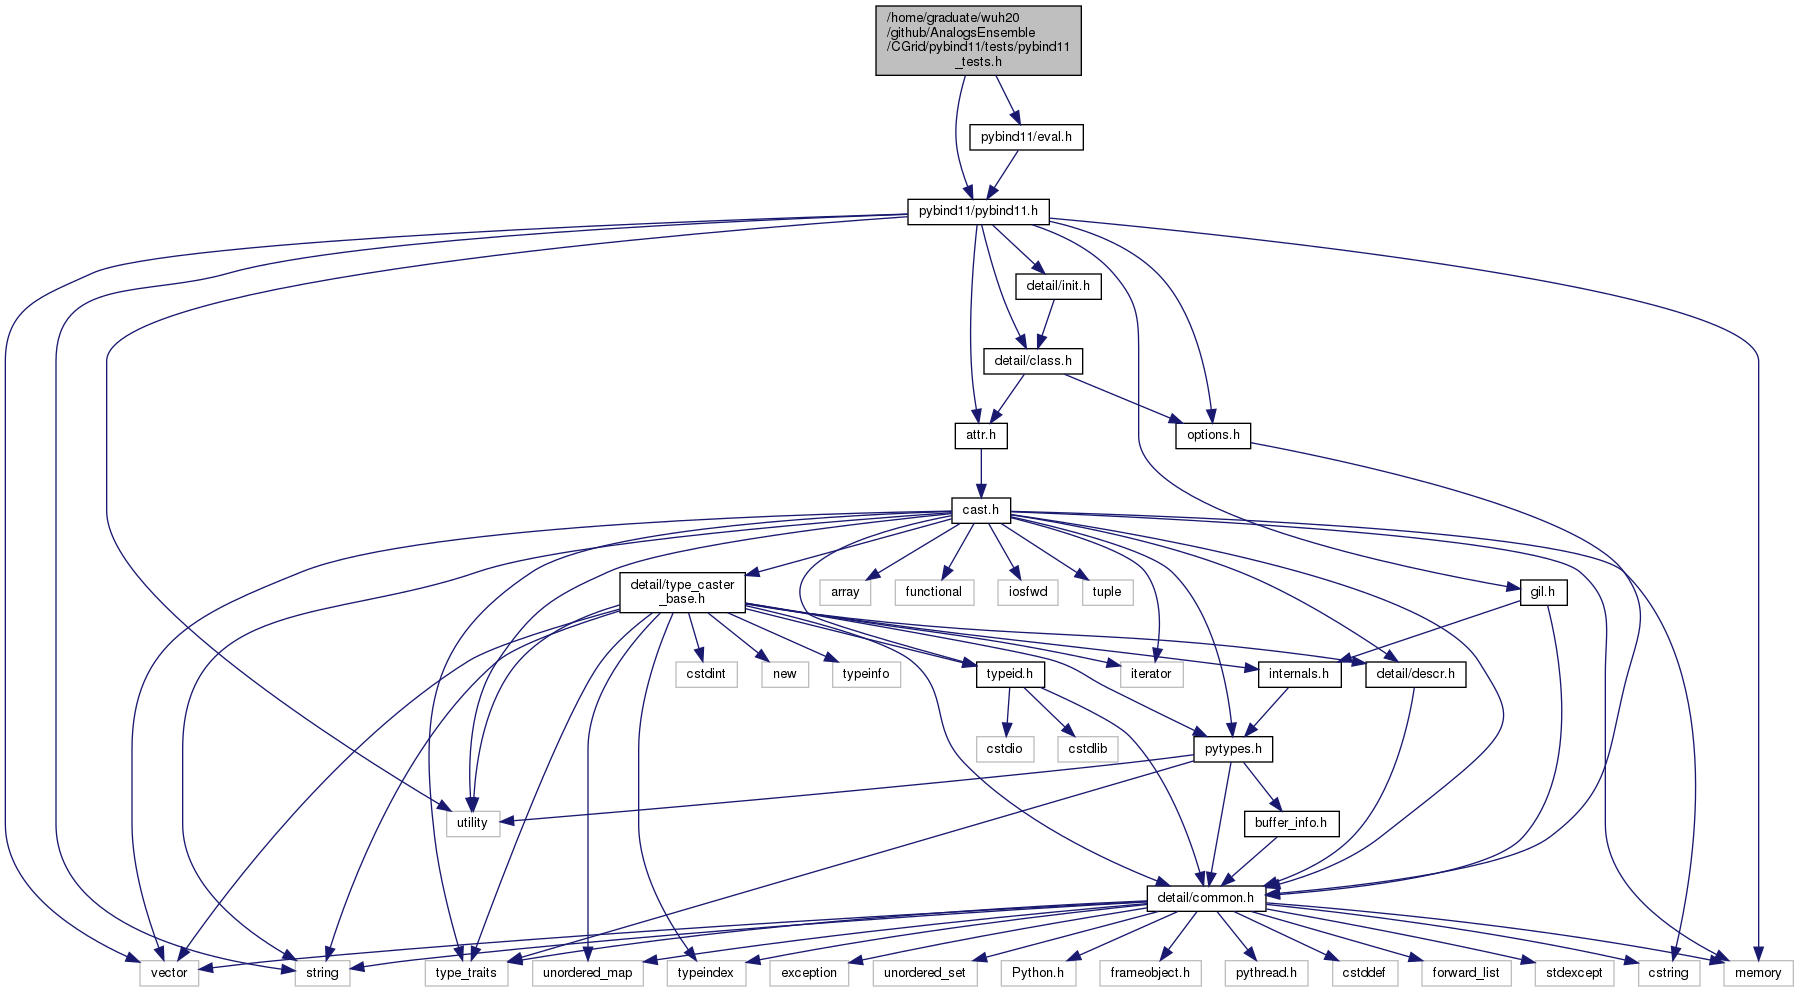 /home/graduate/wuh20
/github/AnalogsEnsemble
/CGrid/pybind11/tests/pybind11
_tests.h
pybind11/eval.h
pybind11/pybind11.h
detail/init.h
detail/class.h
attr.h
options.h
cast.h
detail/type_caster
_base.h
array
functional
iosfwd
tuple
gil.h
cstdint
new
typeinfo
typeid.h
iterator
internals.h
detail/descr.h
cstdio
cstdlib
pytypes.h
utility
buffer_info.h
detail/common.h
vector
string
type_traits
unordered_map
typeindex
exception
unordered_set
Python.h
frameobject.h
pythread.h
cstddef
forward_list
stdexcept
cstring
memory